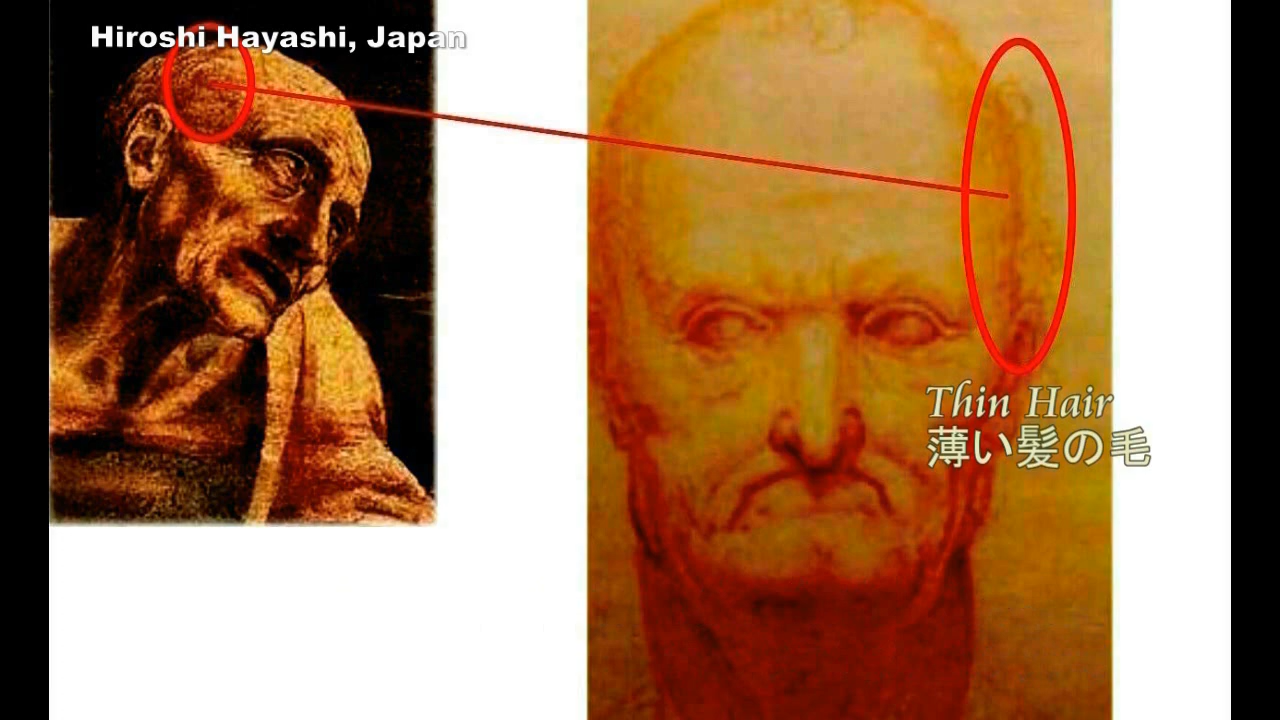 Hiroshi Hayashi, Japan
Thin Hair
薄い髪の毛